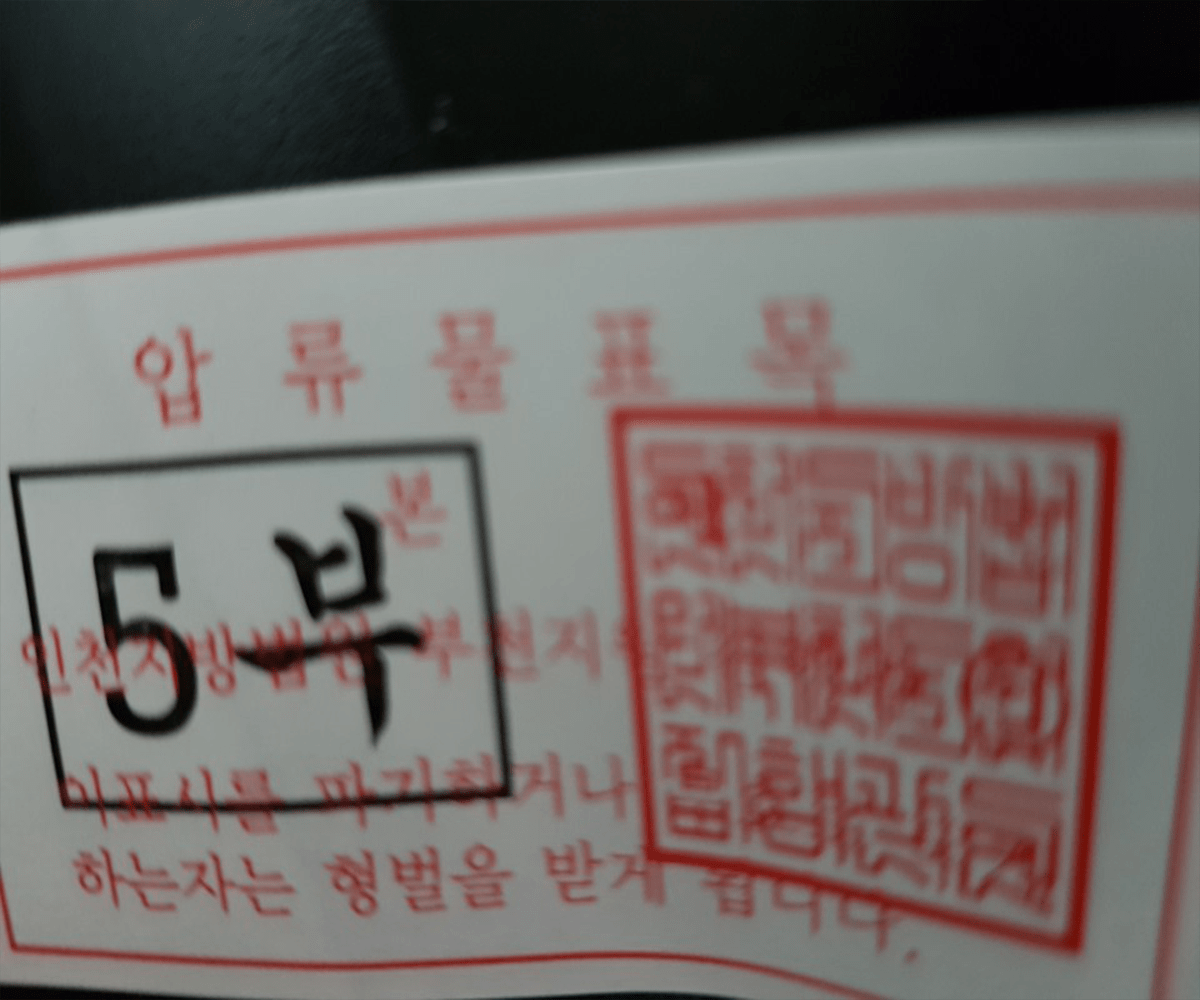 압류물표목
본
5부
인천지방법원 부천지
이표시를 파기하거나
하는자는 형벌을 받게 됩니다.